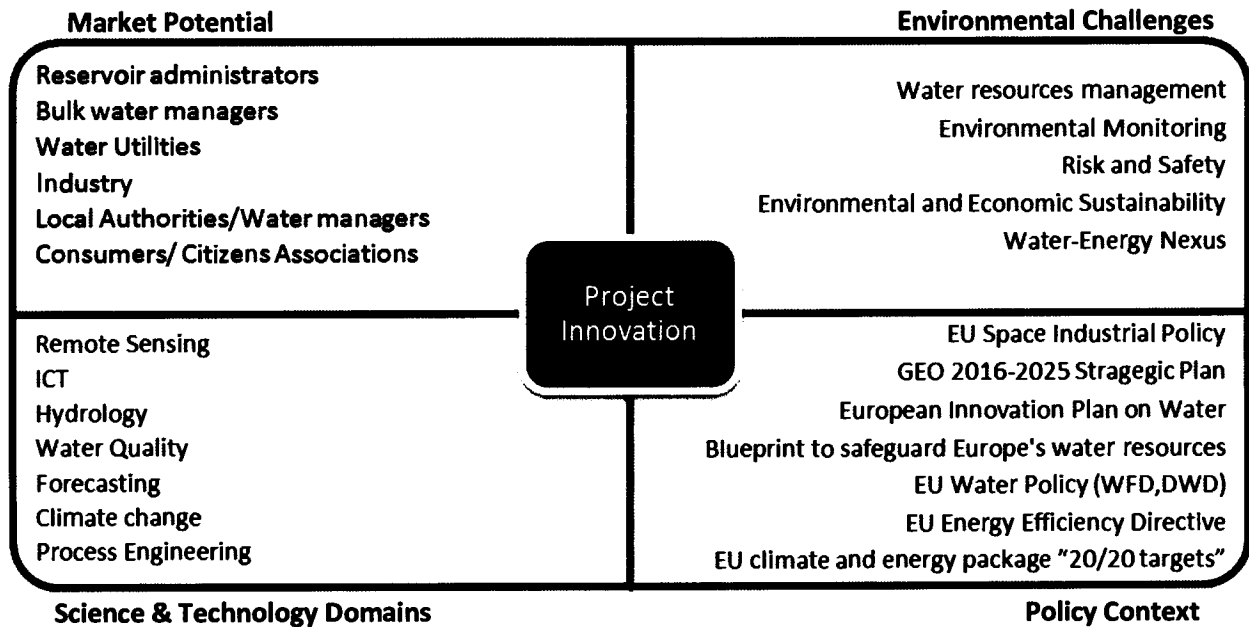 Market Potential
Environmental Challenges
Reservoir administrators
Bulk water managers
Water Utilities
Industry
Local Authorities/Water managers
Consumers/ Citizens Associations
Water resources management
Environmental Monitoring
Risk and Safety
Environmental and Economic Sustainability
Water-Energy Nexus
Project
Innovation
Remote Sensing
ICT
Hydrology
Water Quality
Forecasting
Climate change
Process Engineering
EU Space Industrial Policy
GEO 2016-2025 Stragegic Plan
European Innovation Plan on Water
Blueprint to safeguard Europe's water resources
EU Water Policy (WFD,DWD)
EU Energy Efficiency Directive
EU climate and energy package "20/20 targets"
Science & Technology Domains
Policy Context